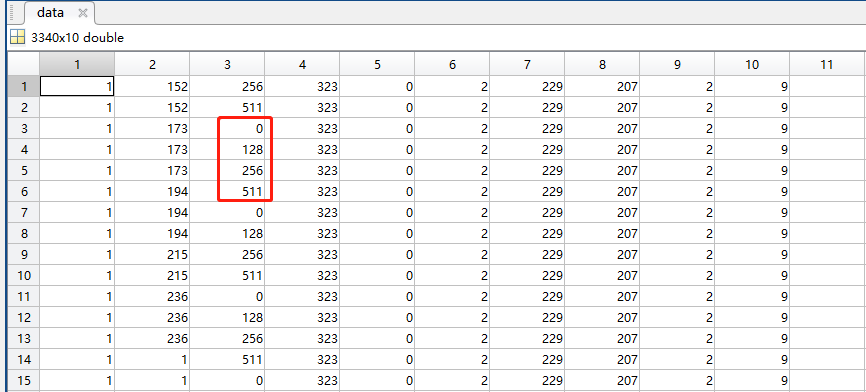 data
3340x10 double
1 2 3 4 5 6 7 8 9 10 11
1 1 152 256 323 0 2 229 207 2 9
2 1 152 511 323 0 2 229 207 2 9
3 1 173 0 323 0 2 229 207 2 9
4 1 173 128 323 0 2 229 207 2 9
5 1 173 256 323 0 2 229 207 2 9
6 1 194 511 323 0 2 229 207 2 9
7 1 194 0 323 0 2 229 207 2 9
8 1 194 128 323 0 2 229 207 2 9
9 1 215 256 323 0 2 229 207 2 9
10 1 215 511 323 0 2 229 207 2 9
11 1 236 0 323 0 2 229 207 2 9
12 1 236 128 323 0 2 229 207 2 9
13 1 236 256 323 0 2 229 207 2 9
14 1 1 511 323 0 2 229 207 2 9
15 1 1 0 323 0 2 229 207 2 9